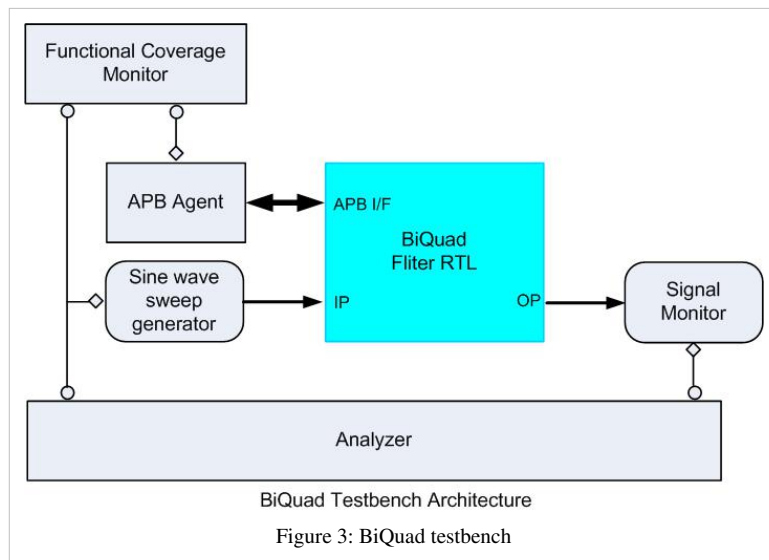 Functional Coverage
Monitor
APB Agent
APB I/F
BiQuad
Fliter RTL
Sine wave
sweep
generator
IP
OP
Signal
Monitor
Analyzer
BiQuad Testbench Architecture
Figure 3: BiQuad testbench